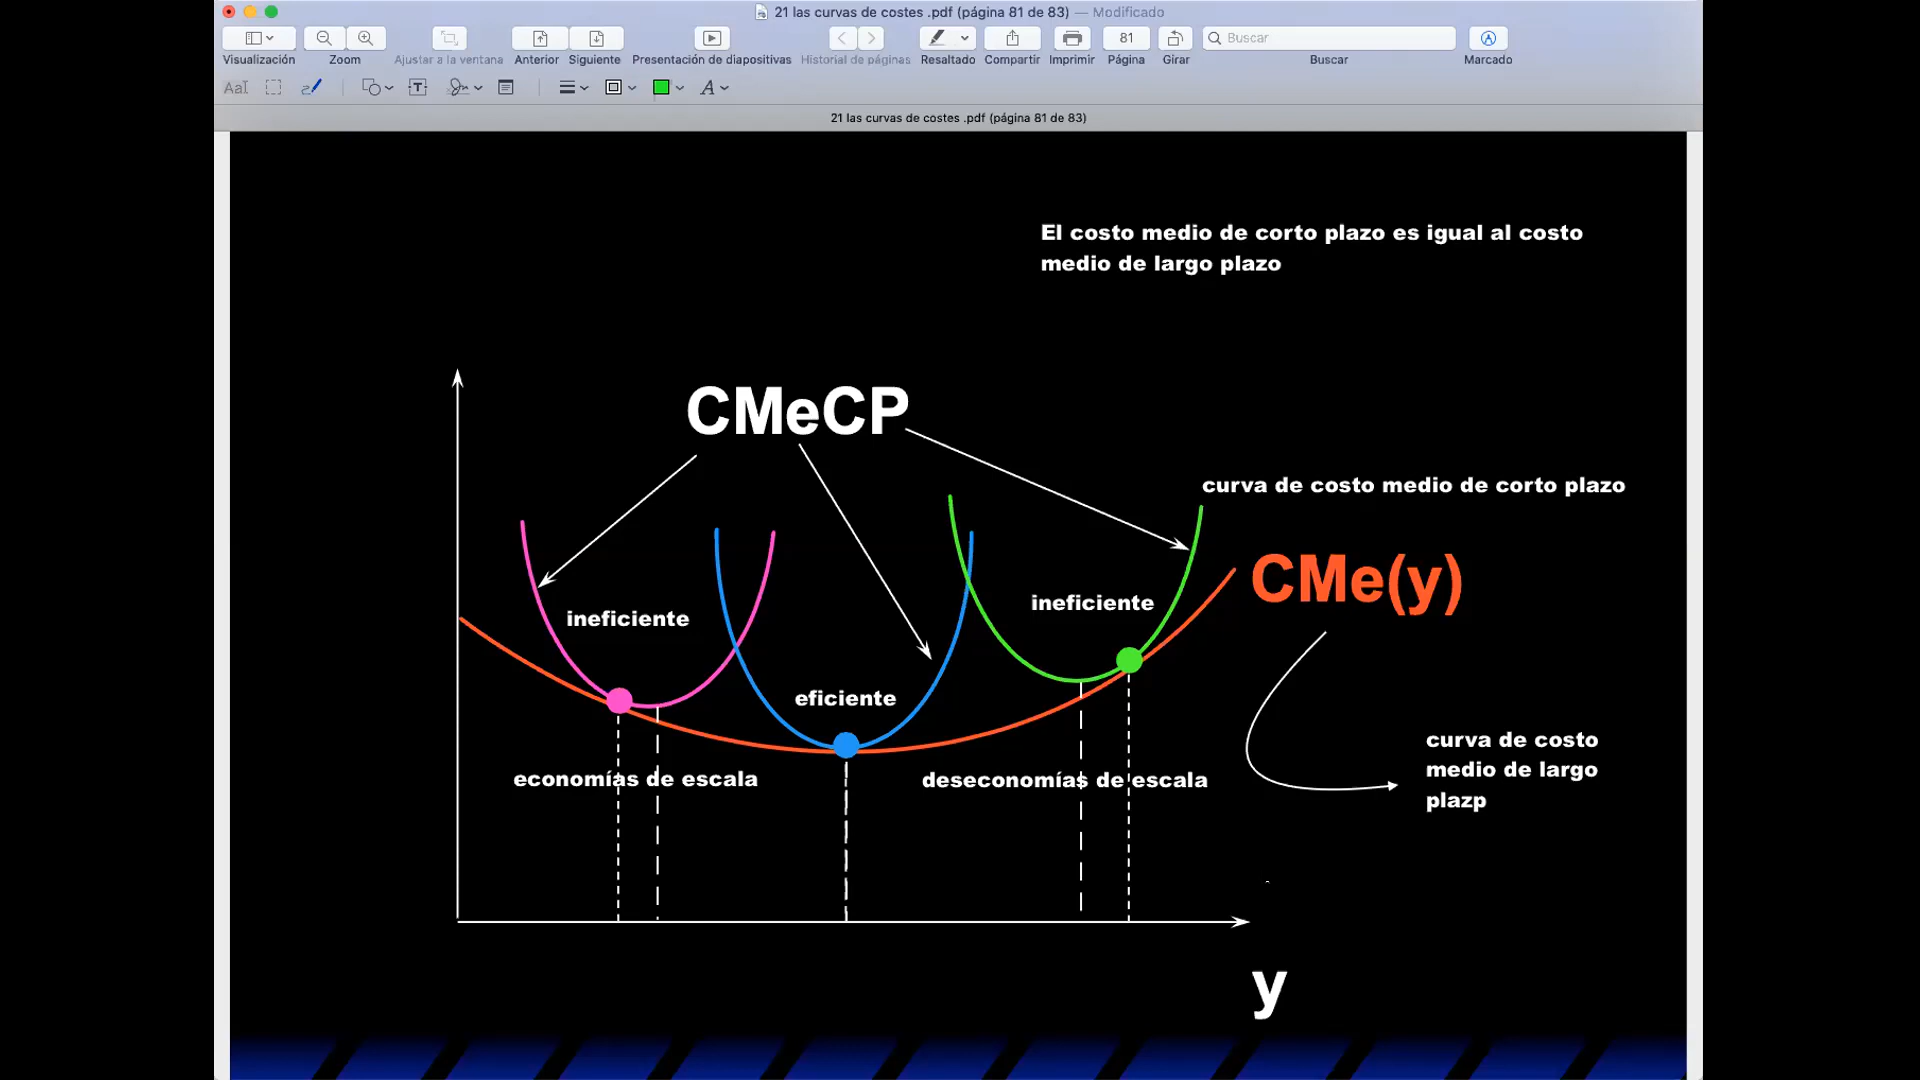 21 las curvas de costes .pdf (página 81 de 83) — Modificado
81
Buscar
Visualización
Zoom
Ajustar a la ventana
Anterior
Siguiente
Presentación de diapositivas
Historial de páginas
Resaltado
Compartir
Imprimir
Página
Girar
Buscar
Marcado
AaI
T
A
21 las curvas de costes .pdf (página 81 de 83)
El costo medio de corto plazo es igual al costo
medio de largo plazo
CMeCP
curva de costo medio de corto plazo
CMe(y)
ineficiente
ineficiente
eficiente
curva de costo
medio de largo
plazp
economías de escala
deseconomías de escala
y